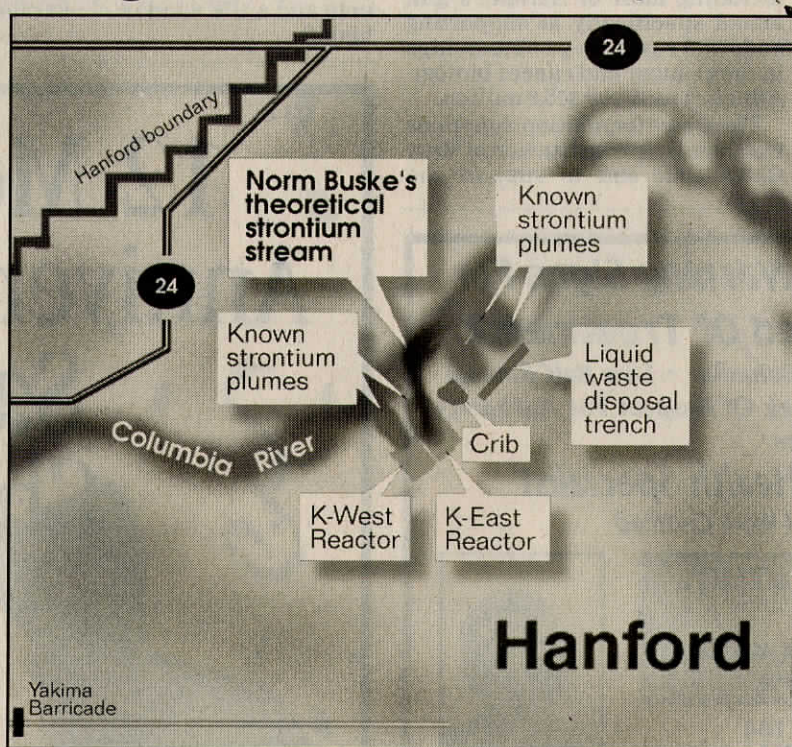 24
Hanford boundary
Norm Buske's
theoretical
strontium
stream
Known
strontium
plumes
24
Known
strontium
plumes
Liquid
waste
disposal
trench
Columbia River
Crib
K-West
Reactor
K-East
Reactor
Hanford
Yakima
Barricade